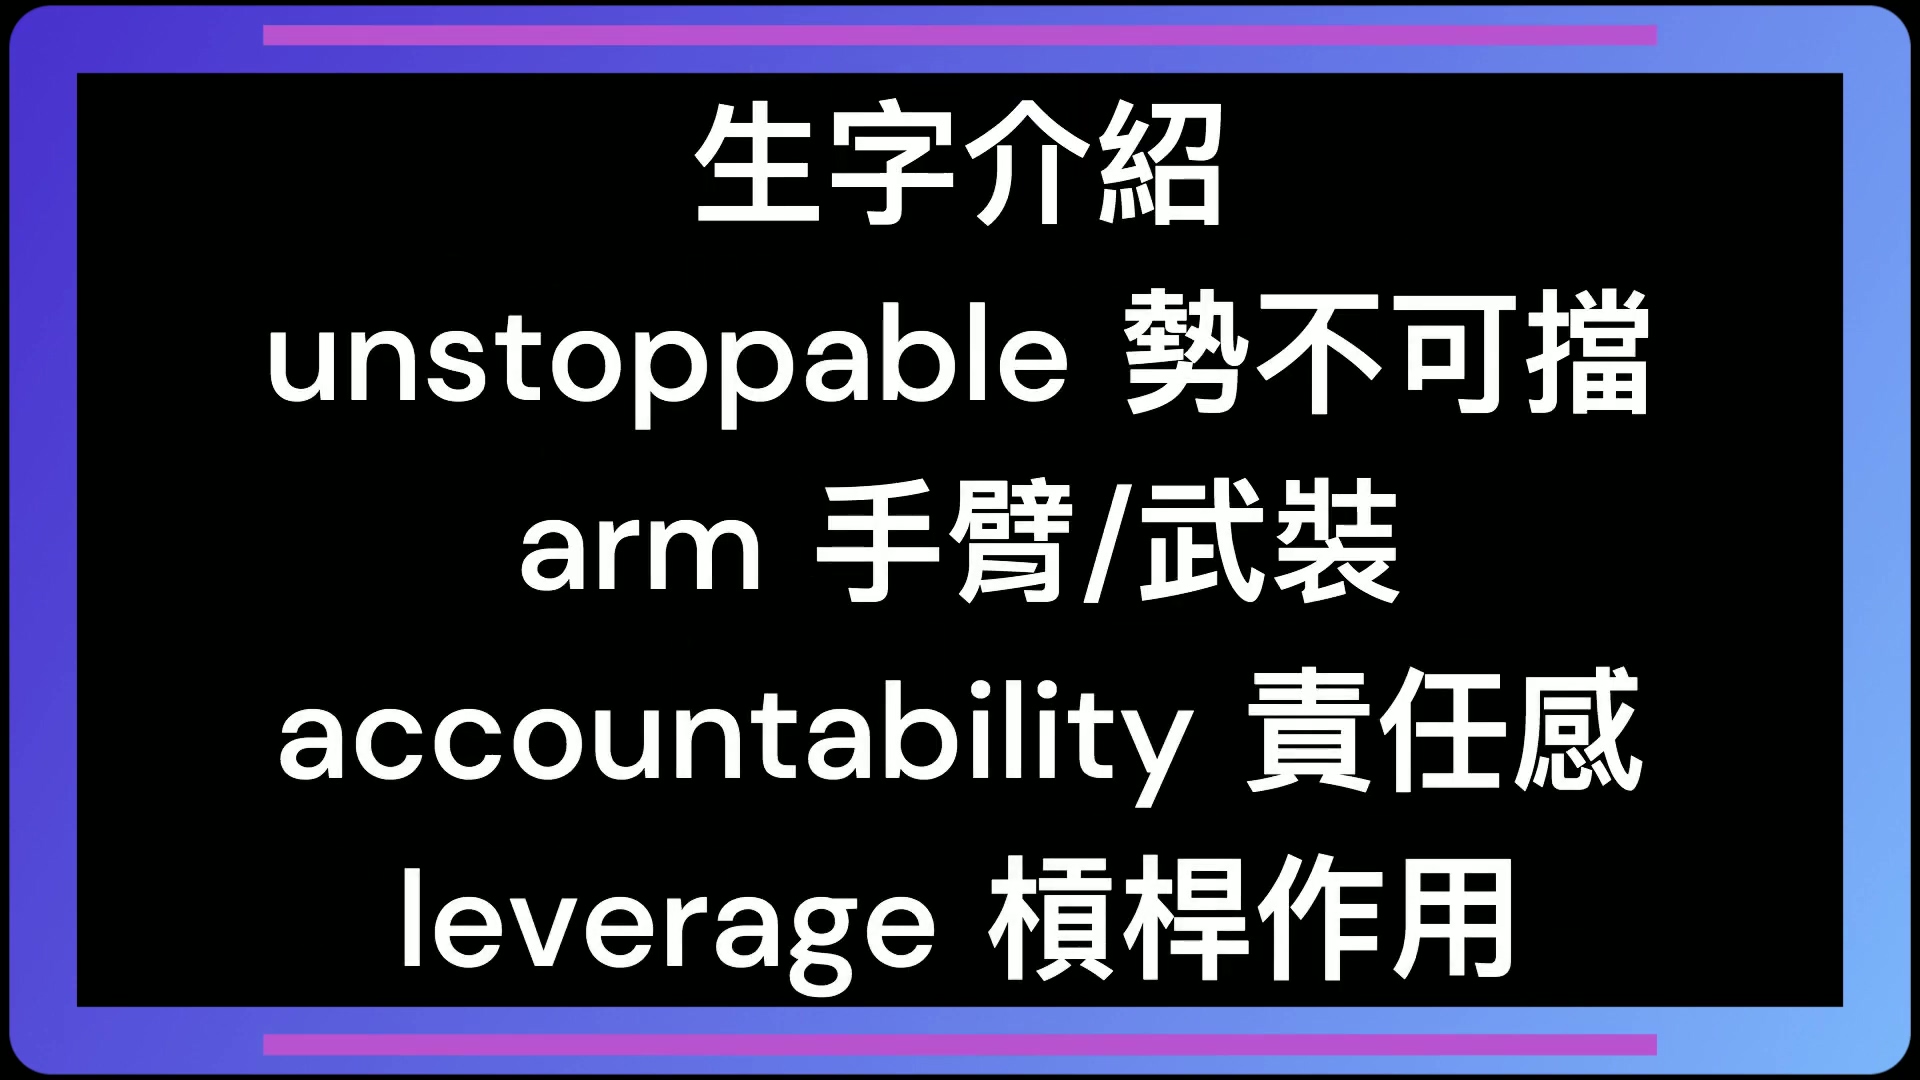 生字介紹
unstoppable 勢不可擋
arm 手臂/武裝
accountability 責任感
leverage 槓桿作用